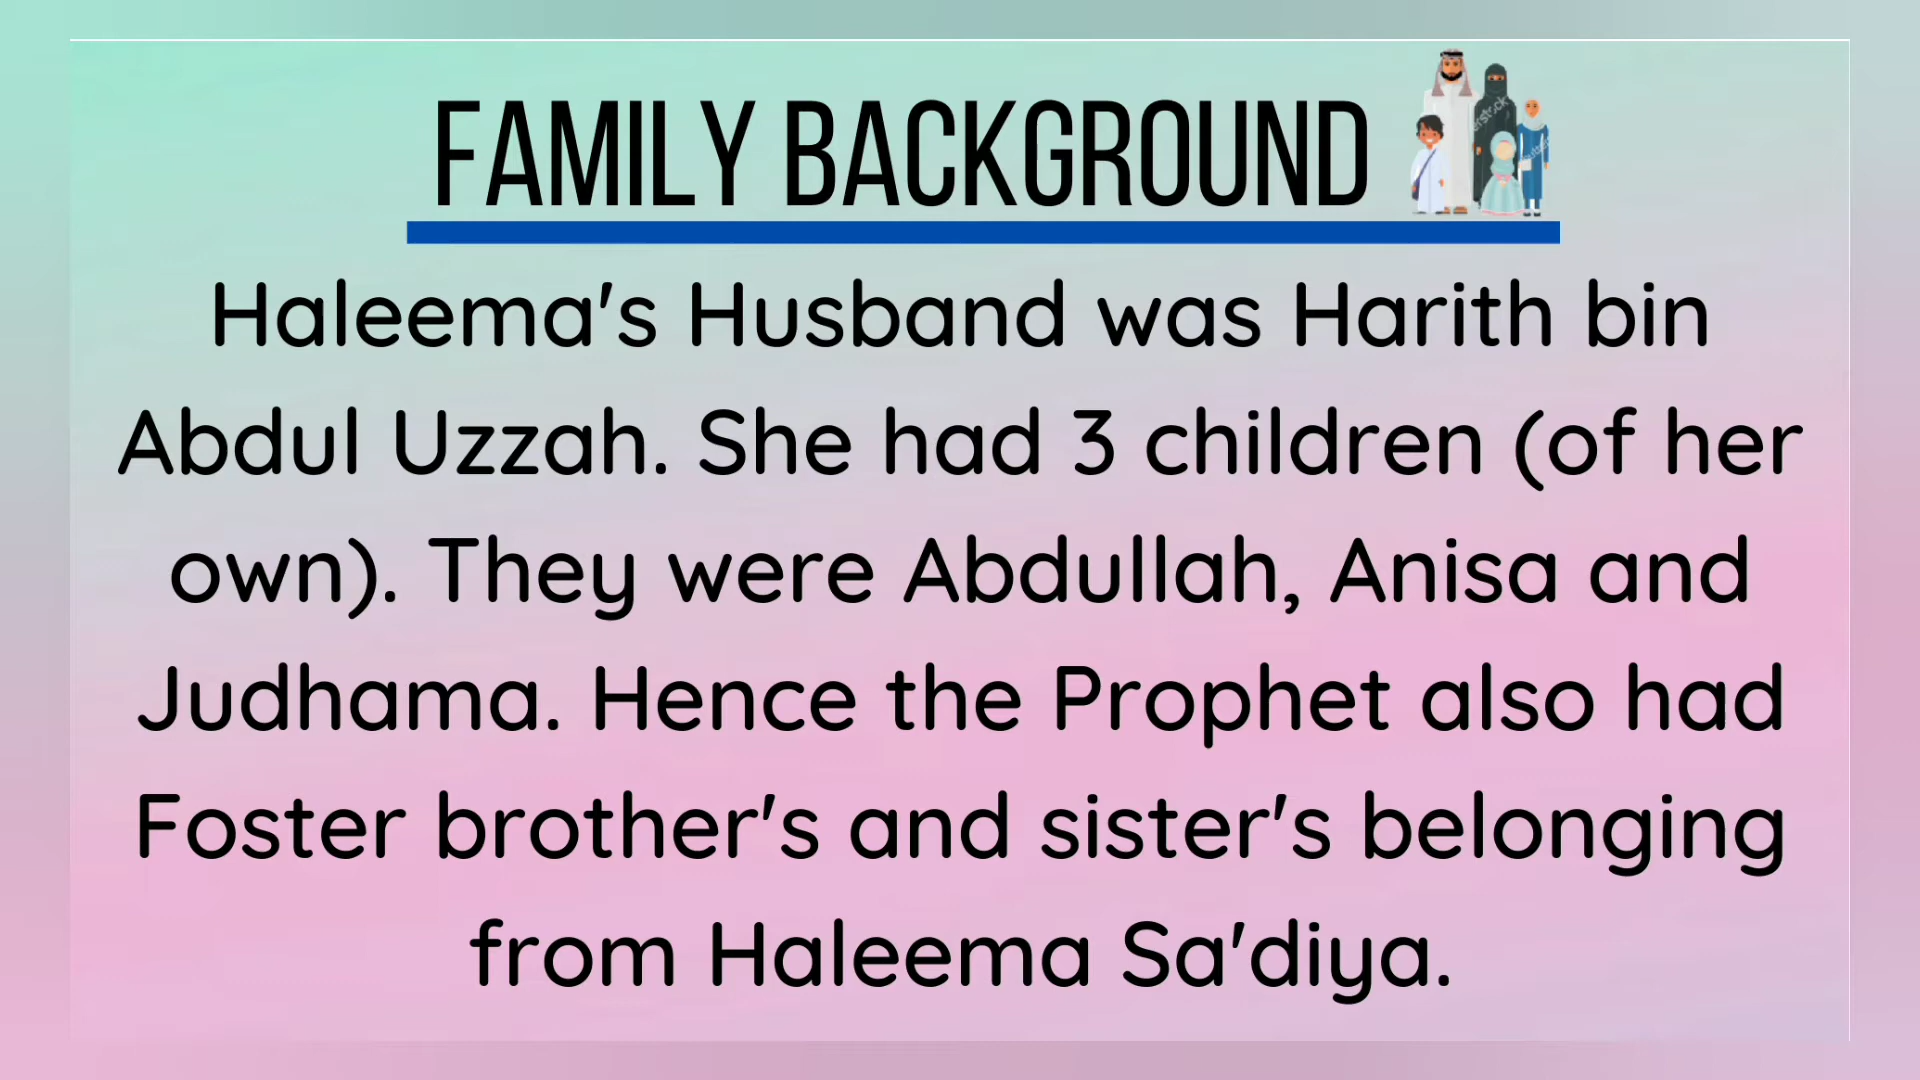 FAMILY BACKGROUND
Haleema's Husband was Harith bin
Abdul Uzzah. She had 3 children (of her
own). They were Abdullah, Anisa and
Judhama. Hence the Prophet also had
Foster brother's and sister's belonging
from Haleema Sa'diya.